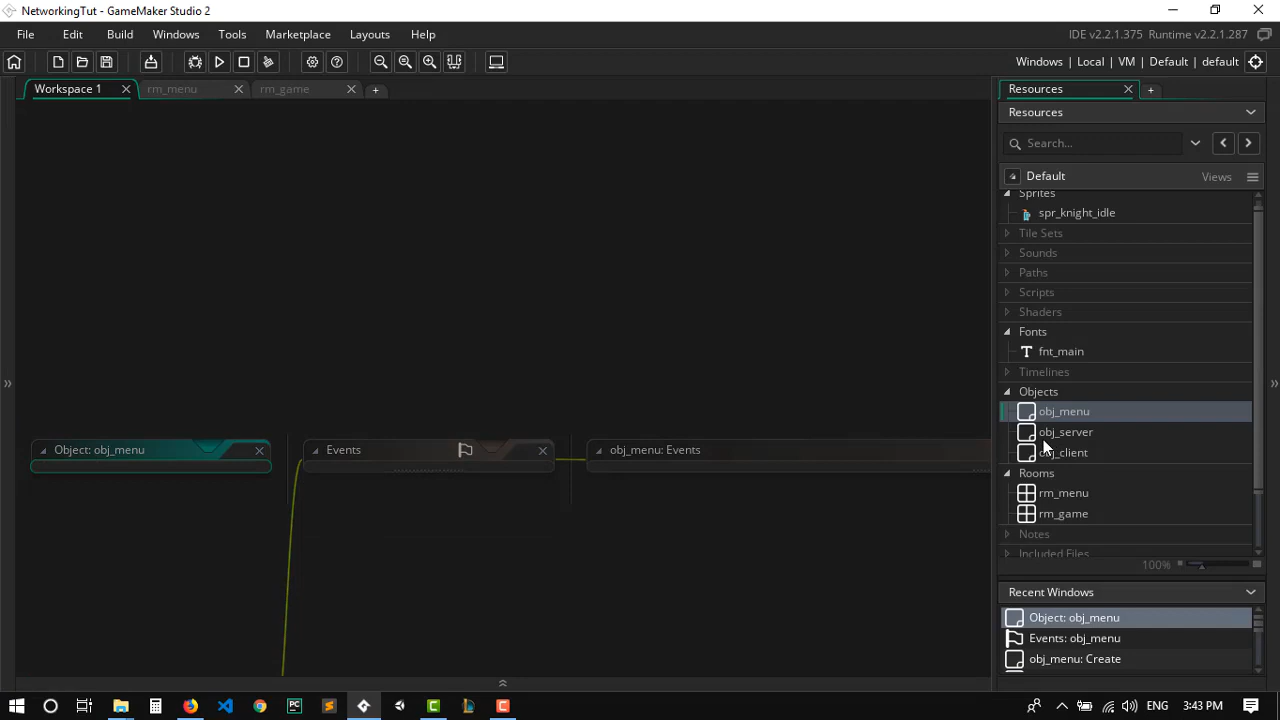 NetworkingTut - GameMaker Studio 2
File Edit Build Windows Tools Marketplace Layouts Help
IDE v2.2.1.375 Runtime v2.2.1.287
Windows | Local | VM | Default | default
Workspace 1 rm_menu rm_game
Resources
Resources
Search...
Default Views
Sprites
spr_knight_idle
Tile Sets
Sounds
Paths
Scripts
Shaders
Fonts
fnt_main
Timelines
Objects
obj_menu
obj_server
obj_client
Rooms
rm_menu
rm_game
Notes
Included Files
100%
Object: obj_menu
Events
obj_menu: Events
Recent Windows
Object: obj_menu
Events: obj_menu
obj_menu: Create
PC
ENG 3:43 PM